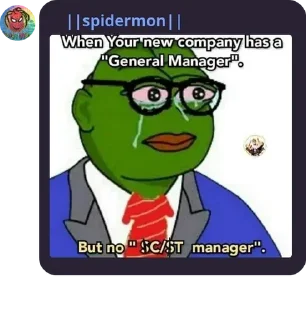 ||spidermon||
When Your new company has a
"General Manager".
But no " SC/ST manager".